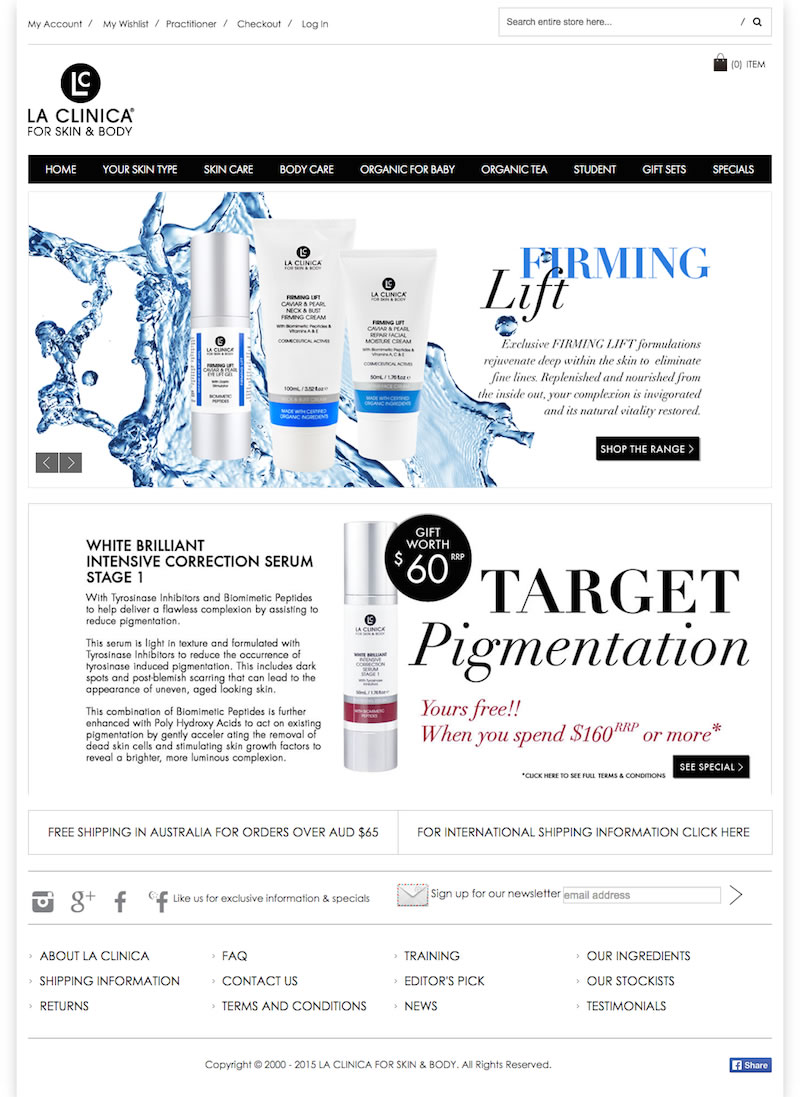 My Account / My Wishlist / Practitioner / Checkout / Log In
Search entire store here... /
(0) ITEM
LC
LA CLINICA®
FOR SKIN & BODY
HOME YOUR SKIN TYPE SKIN CARE BODY CARE ORGANIC FOR BABY ORGANIC TEA STUDENT GIFT SETS SPECIALS
LC
LA CLINICA®
FOR SKIN & BODY
FIRMING LIFT
CAVIAR & PEARL
EYE LIFT GEL
BIOMIMETIC
PEPTIDES
LC
LA CLINICA®
FOR SKIN & BODY
FIRMING LIFT
CAVIAR & PEARL
NECK & BUST
FIRMING CREAM
With Biomimetic Peptides &
Vitamins A & E
COSMECEUTICAL ACTIVES
100mL / 3.52 fl.oz e
NECK & BUST CREAM
MADE WITH CERTIFIED
ORGANIC INGREDIENTS
LC
LA CLINICA®
FOR SKIN & BODY
FIRMING LIFT
CAVIAR & PEARL
REPAIR FACIAL
MOISTURE CREAM
With Biomimetic Peptides &
Vitamins A, C & E
COSMECEUTICAL ACTIVES
50mL / 1.76 fl.oz e
MADE WITH CERTIFIED
ORGANIC INGREDIENTS
FIRMING
Lift
Exclusive FIRMING LIFT formulations
rejuvenate deep within the skin to eliminate
fine lines. Replenished and nourished from
the inside out, your complexion is invigorated
and its natural vitality restored.
SHOP THE RANGE >
WHITE BRILLIANT
INTENSIVE CORRECTION SERUM
STAGE 1
With Tyrosinase Inhibitors and Biomimetic Peptides
to help deliver a flawless complexion by assisting to
reduce pigmentation.
This serum is light in texture and formulated with
Tyrosinase Inhibitors to reduce the occurrence of
tyrosinase induced pigmentation. This includes dark
spots and post-blemish scarring that can lead to the
appearance of uneven, aged looking skin.
This combination of Biomimetic Peptides is further
enhanced with Poly Hydroxy Acids to act on existing
pigmentation by gently acceler ating the removal of
dead skin cells and stimulating skin growth factors to
reveal a brighter, more luminous complexion.
LC
LA CLINICA®
FOR SKIN & BODY
WHITE BRILLIANT
INTENSIVE
CORRECTION
SERUM
STAGE 1
With Tyrosinase
Inhibitors
50mL / 1.76 fl.oz e
WITH BIOMIMETIC
PEPTIDES
GIFT
WORTH
$60 RRP
TARGET
Pigmentation
Yours free!!
When you spend $160RRP or more*
*CLICK HERE TO SEE FULL TERMS & CONDITIONS
SEE SPECIAL >
FREE SHIPPING IN AUSTRALIA FOR ORDERS OVER AUD $65
FOR INTERNATIONAL SHIPPING INFORMATION CLICK HERE
g+ f f Like us for exclusive information & specials
Sign up for our newsletter email address
ABOUT LA CLINICA
SHIPPING INFORMATION
RETURNS
FAQ
CONTACT US
TERMS AND CONDITIONS
TRAINING
EDITOR'S PICK
NEWS
OUR INGREDIENTS
OUR STOCKISTS
TESTIMONIALS
Copyright © 2000 - 2015 LA CLINICA FOR SKIN & BODY. All Rights Reserved.
f Share